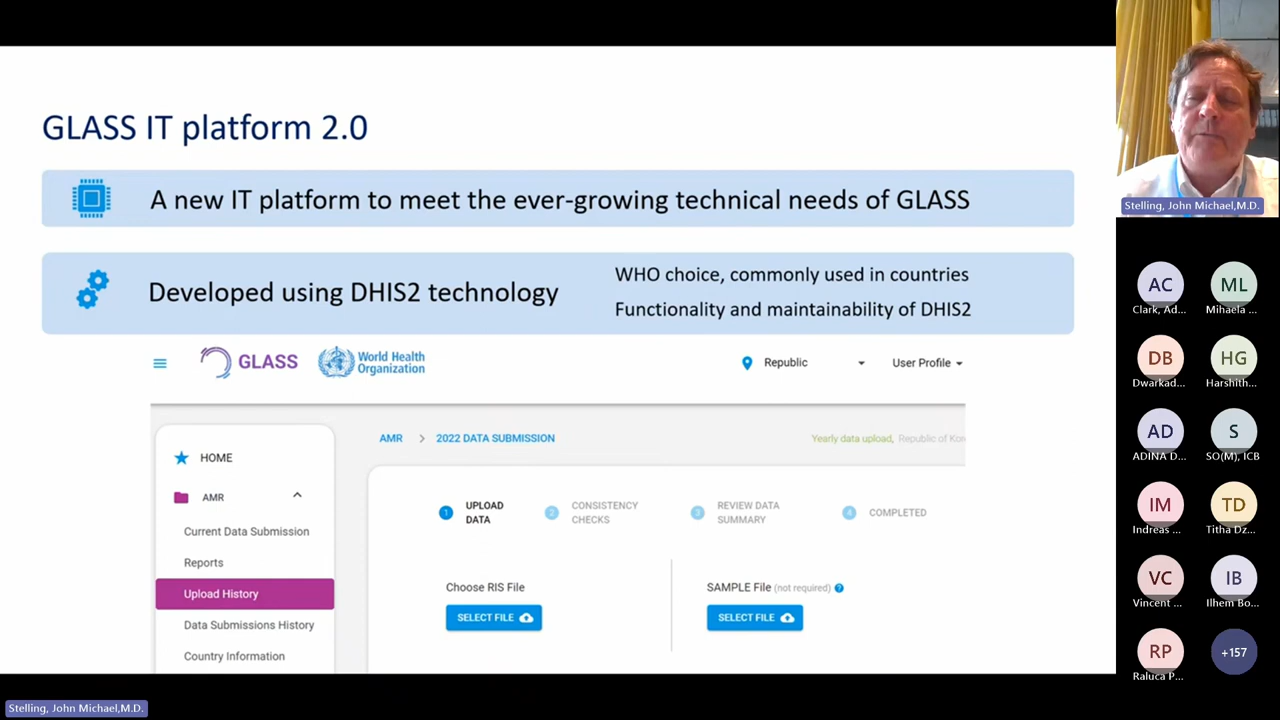 GLASS IT platform 2.0
A new IT platform to meet the ever-growing technical needs of GLASS
Developed using DHIS2 technology
WHO choice, commonly used in countries
Functionality and maintainability of DHIS2
GLASS
World Health
Organization
Republic
User Profile
HOME
AMR
Current Data Submission
Reports
Upload History
Data Submissions History
Country Information
AMR > 2022 DATA SUBMISSION
Yearly data upload, Republic of Kor
1 UPLOAD
DATA
2 CONSISTENCY
CHECKS
3 REVIEW DATA
SUMMARY
4 COMPLETED
Choose RIS File
SELECT FILE
SAMPLE File (not required) ?
SELECT FILE
Stelling, John Michael,M.D.
AC
Clark, Ad...
ML
Mihaela ...
DB
Dwarkad...
HG
Harshith...
AD
ADINA D...
S
SO(M), ICB
IM
Indreas ...
TD
Titha Dz...
VC
Vincent ...
IB
Ilhem Bo...
RP
Raluca P...
+157
Stelling, John Michael,M.D.